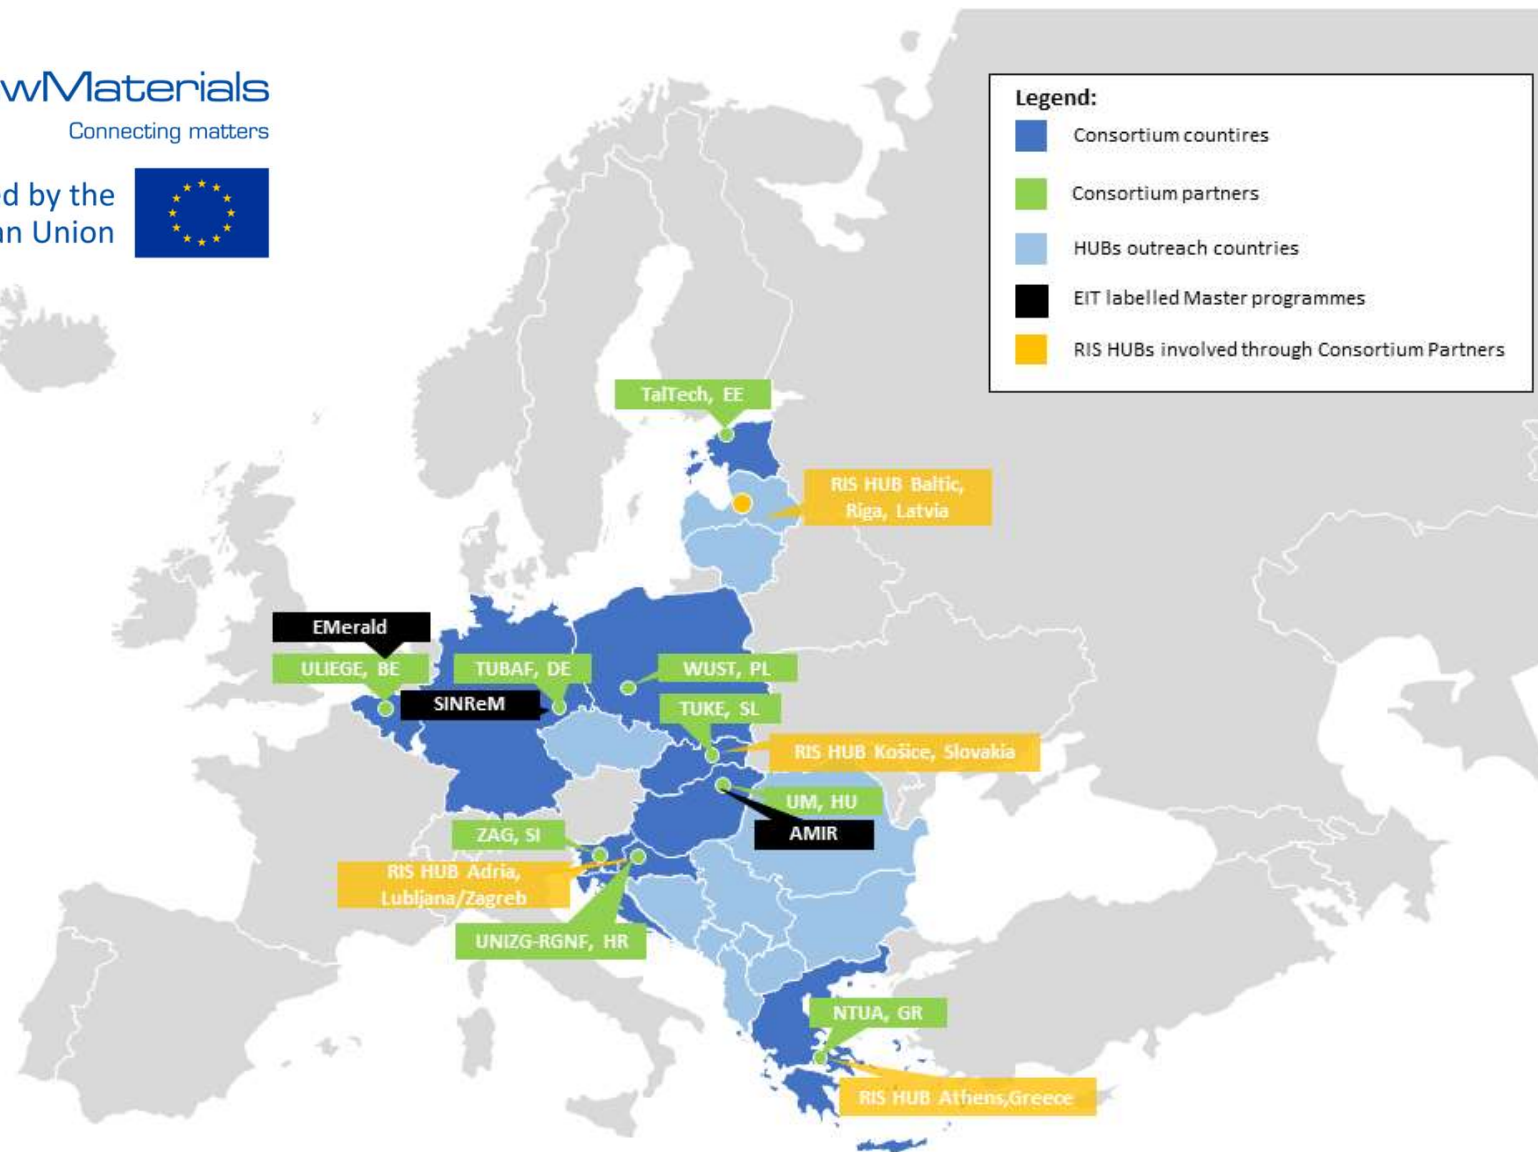 wMaterials
Connecting matters
ed by the
an Union
Legend:
Consortium countires
Consortium partners
HUBs outreach countries
EIT labelled Master programmes
RIS HUBs involved through Consortium Partners
TalTech, EE
RIS HUB Baltic,
Riga, Latvia
EMerald
ULIEGE, BE
TUBAF, DE
WUST, PL
SINReM
TUKE, SL
RIS HUB Košice, Slovakia
UM, HU
AMIR
ZAG, SI
RIS HUB Adria,
Lubljana/Zagreb
UNIZG-RGNF, HR
NTUA, GR
RIS HUB Athens,Greece